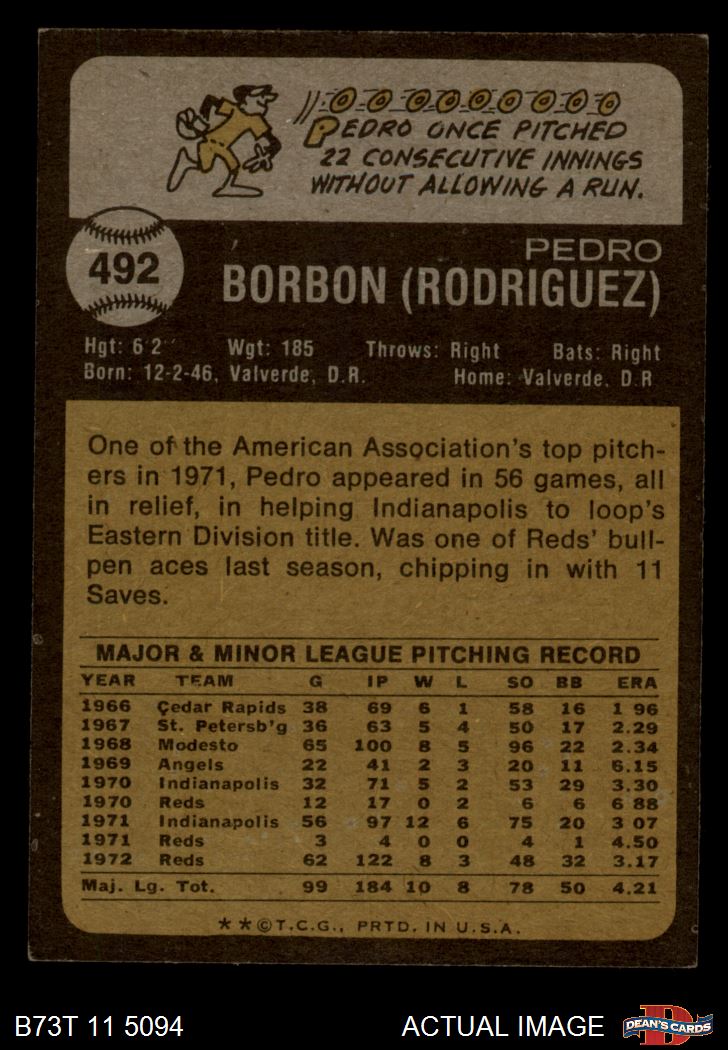 PEDRO ONCE PITCHED
22 CONSECUTIVE INNINGS
WITHOUT ALLOWING A RUN.
492
PEDRO
BORBON (RODRIGUEZ)
Hgt: 6'2" Wgt: 185 Throws: Right Bats: Right
Born: 12-2-46, Valverde, D.R. Home: Valverde, D.R
One of the American Association's top pitch-
ers in 1971, Pedro appeared in 56 games, all
in relief, in helping Indianapolis to loop's
Eastern Division title. Was one of Reds' bull-
pen aces last season, chipping in with 11
Saves.
MAJOR & MINOR LEAGUE PITCHING RECORD
YEAR TEAM G IP W L SO BB ERA
1966 Cedar Rapids 38 69 6 1 58 16 1 96
1967 St. Petersb'g 36 63 5 4 50 17 2.29
1968 Modesto 65 100 8 5 96 22 2.34
1969 Angels 22 41 2 3 20 11 6.15
1970 Indianapolis 32 71 5 2 53 29 3.30
1970 Reds 12 17 0 2 6 6 6 88
1971 Indianapolis 56 97 12 6 75 20 3 07
1971 Reds 3 4 0 0 4 1 4.50
1972 Reds 62 122 8 3 48 32 3.17
Maj. Lg. Tot. 99 184 10 8 78 50 4.21
**©T.C.G., PRTD. IN U.S.A.
B73T 11 5094 ACTUAL IMAGE D DEAN'S CARDS